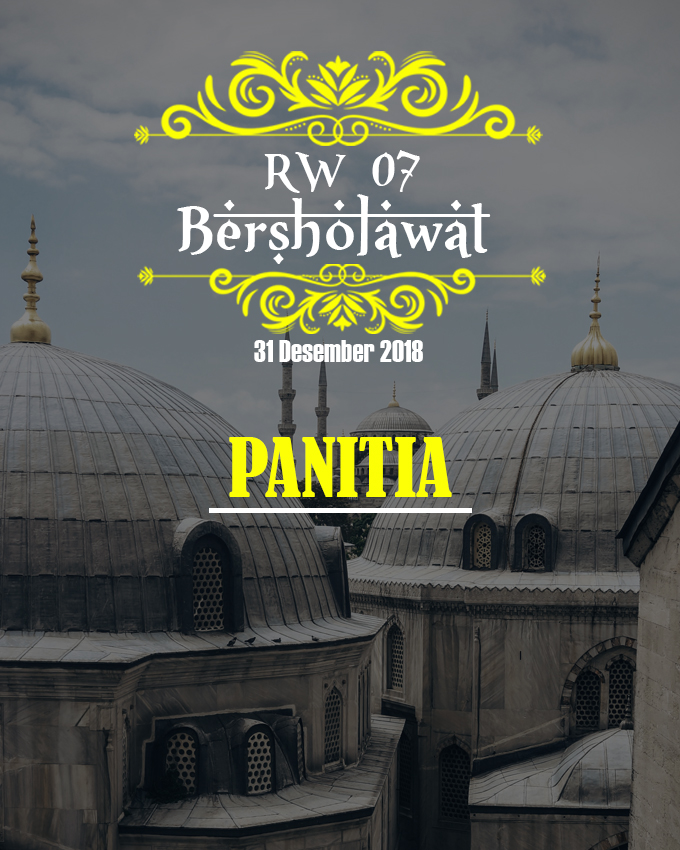 RW 07
Bersholawat
31 Desember 2018
PANITIA